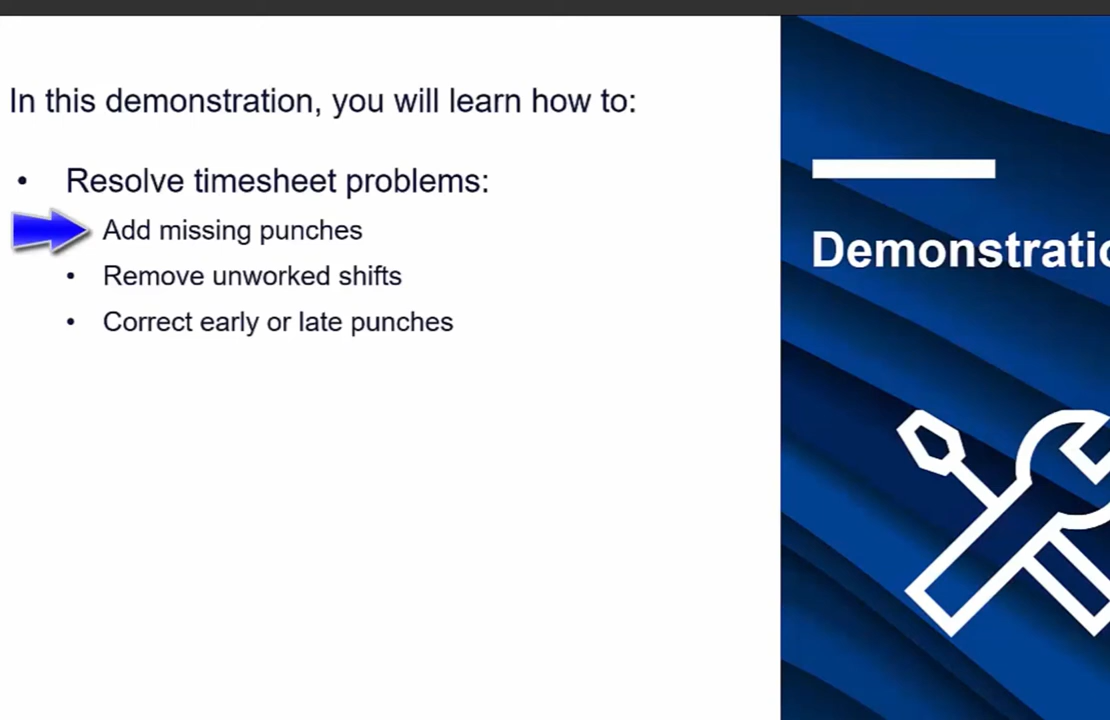 In this demonstration, you will learn how to:
• Resolve timesheet problems:
Add missing punches
• Remove unworked shifts
• Correct early or late punches
Demonstratio